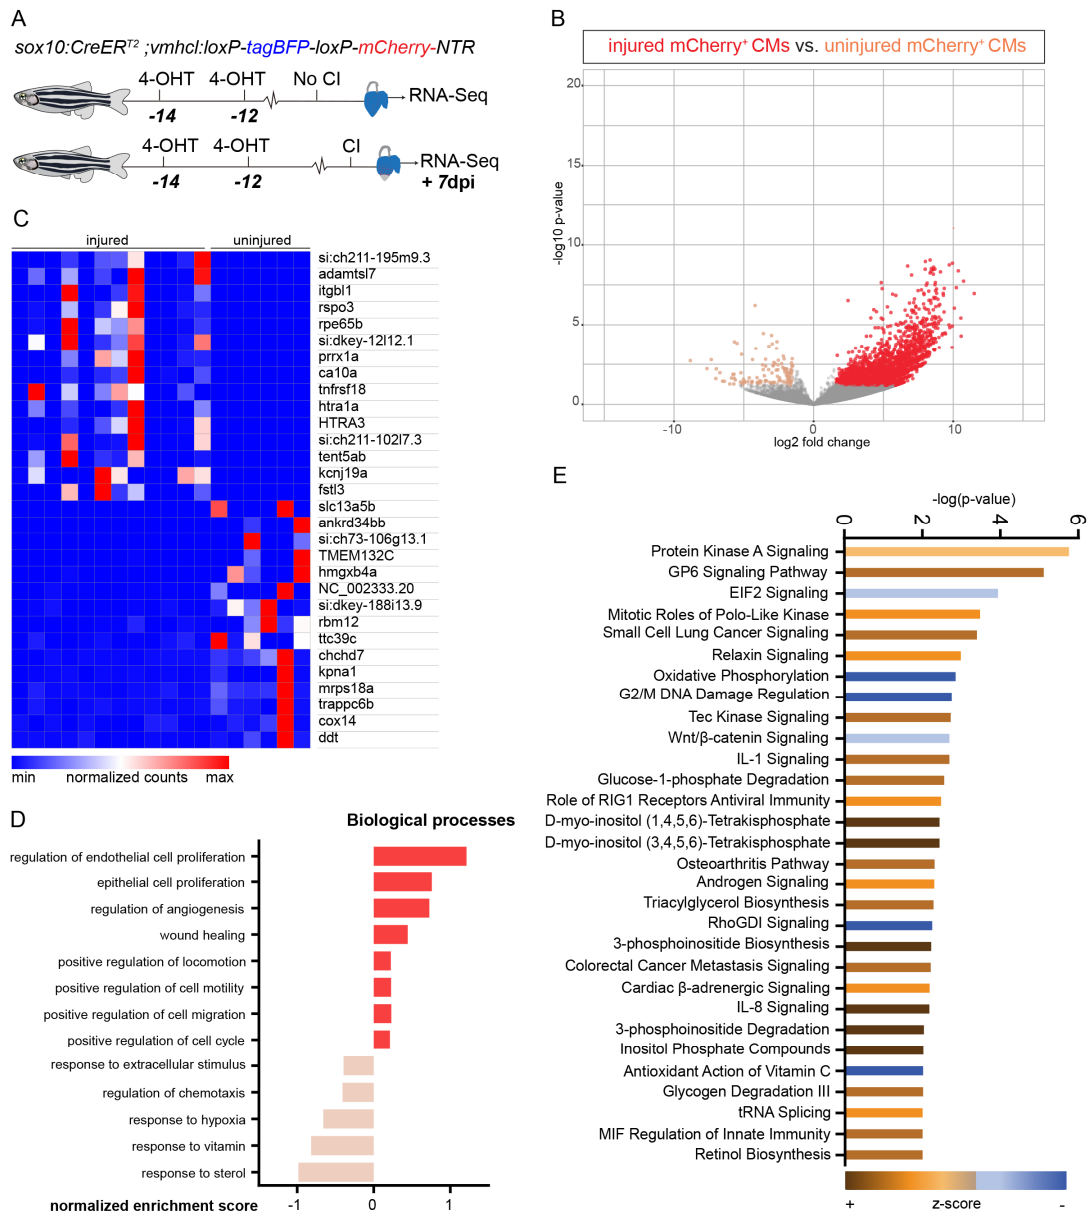 A
sox10:CreERT2 ;vmhcl:loxP-tagBFP-loxP-mCherry-NTR
4-OHT 4-OHT No CI
-14 -12
RNA-Seq
4-OHT 4-OHT CI
-14 -12
RNA-Seq
+ 7dpi
B
injured mCherry+ CMs vs. uninjured mCherry+ CMs
-log10 p-value
20
15
10
5
0
-10 0 10
log2 fold change
C
injured uninjured
si:ch211-195m9.3
adamtsl7
itgbl1
rspo3
rpe65b
si:dkey-12l12.1
prrx1a
ca10a
tnfrsf18
htra1a
HTRA3
si:ch211-102l7.3
tent5ab
kcnj19a
fstl3
slc13a5b
ankrd34bb
si:ch73-106g13.1
TMEM132C
hmgxb4a
NC_002333.20
si:dkey-188i13.9
rbm12
ttc39c
chchd7
kpna1
mrps18a
trappc6b
cox14
ddt
min normalized counts max
D
Biological processes
regulation of endothelial cell proliferation
epithelial cell proliferation
regulation of angiogenesis
wound healing
positive regulation of locomotion
positive regulation of cell motility
positive regulation of cell migration
positive regulation of cell cycle
response to extracellular stimulus
regulation of chemotaxis
response to hypoxia
response to vitamin
response to sterol
-1 0 1
normalized enrichment score
E
-log(p-value)
0 2 4 6
Protein Kinase A Signaling
GP6 Signaling Pathway
EIF2 Signaling
Mitotic Roles of Polo-Like Kinase
Small Cell Lung Cancer Signaling
Relaxin Signaling
Oxidative Phosphorylation
G2/M DNA Damage Regulation
Tec Kinase Signaling
Wnt/β-catenin Signaling
IL-1 Signaling
Glucose-1-phosphate Degradation
Role of RIG1 Receptors Antiviral Immunity
D-myo-inositol (1,4,5,6)-Tetrakisphosphate
D-myo-inositol (3,4,5,6)-Tetrakisphosphate
Osteoarthritis Pathway
Androgen Signaling
Triacylglycerol Biosynthesis
RhoGDI Signaling
3-phosphoinositide Biosynthesis
Colorectal Cancer Metastasis Signaling
Cardiac β-adrenergic Signaling
IL-8 Signaling
3-phosphoinositide Degradation
Inositol Phosphate Compounds
Antioxidant Action of Vitamin C
Glycogen Degradation III
tRNA Splicing
MIF Regulation of Innate Immunity
Retinol Biosynthesis
+ z-score -